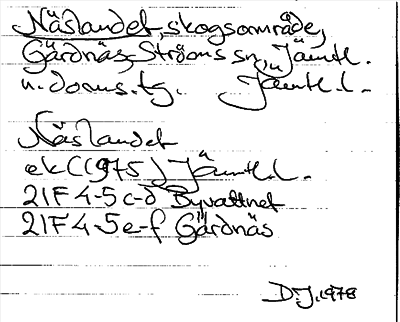 Näslandet, skogsområde,
Gärdnäs, Ströms sn, Jämtl.
n. doms. tg. Jämtl. l.
Näslandet
ek (1975) Jämtl. l.
21F 4-5 c-d Byvattnet
21F 4-5 e-f Gärdnäs
D.J. 1978